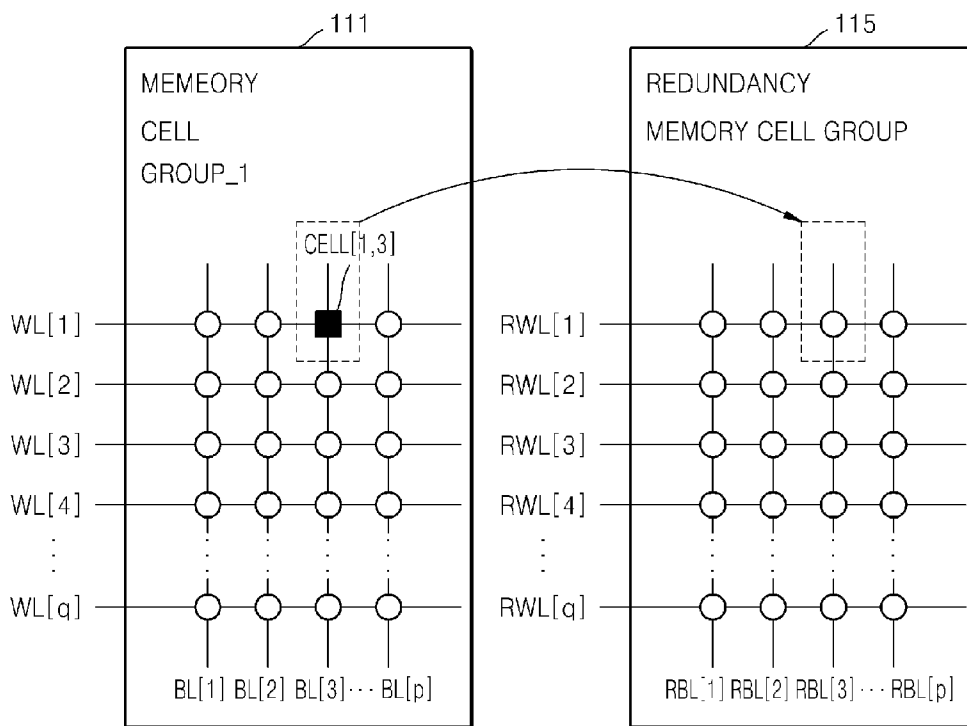 111
115
MEMEORY
CELL
GROUP_1
REDUNDANCY
MEMORY CELL GROUP
CELL[1,3]
WL[1]
RWL[1]
WL[2]
RWL[2]
WL[3]
RWL[3]
WL[4]
RWL[4]
WL[q]
RWL[q]
BL[1] BL[2] BL[3]··· BL[p]
RBL[1] RBL[2] RBL[3] ··· RBL[p]